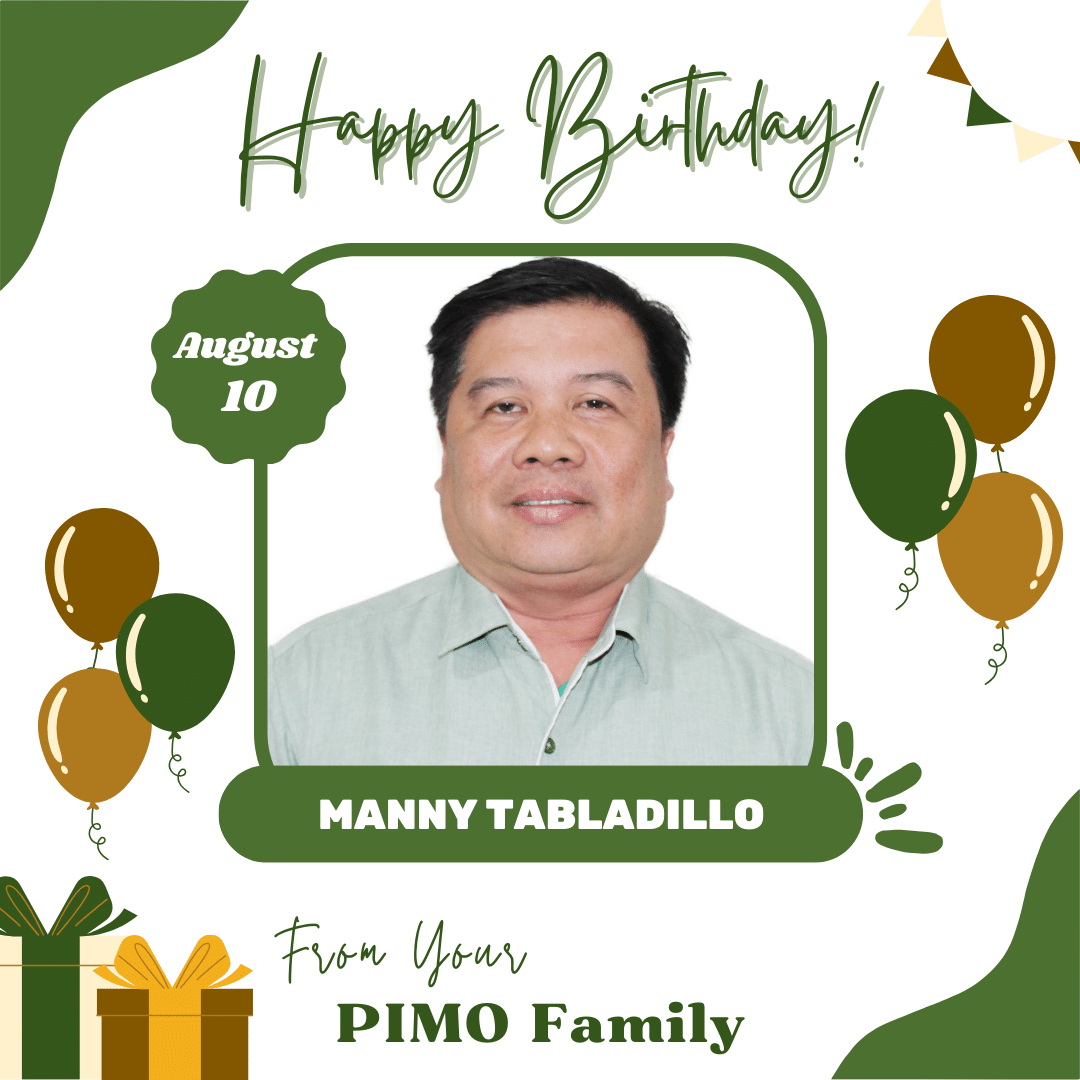 Happy Birthday!
August
10
MANNY TABLADILLO
From Your
PIMO Family